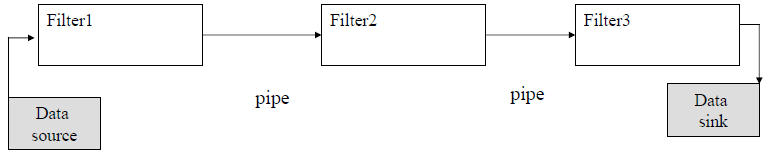 Filter1
Filter2
Filter3
pipe
pipe
Data
source
Data
sink